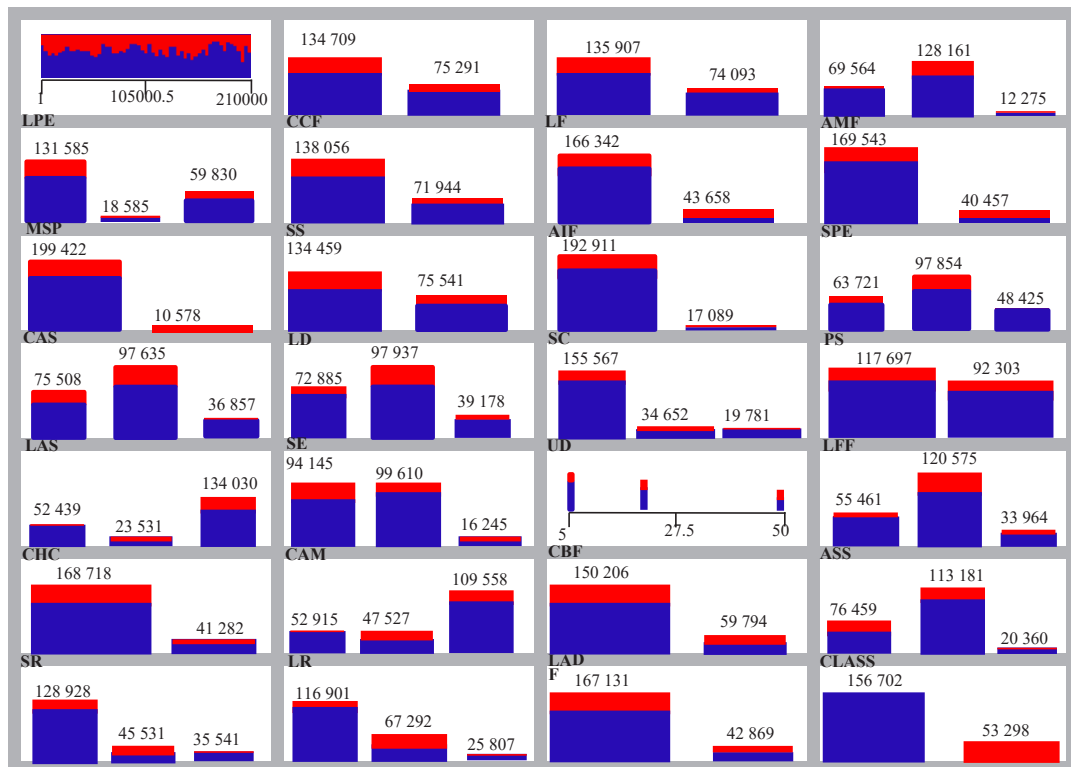 1 105000.5 210000
LPE
134 709 75 291
CCF
135 907 74 093
LF
69 564 128 161 12 275
AMF
131 585 18 585 59 830
MSP
138 056 71 944
SS
166 342 43 658
AIF
169 543 40 457
SPE
199 422 10 578
CAS
134 459 75 541
LD
192 911 17 089
SC
63 721 97 854 48 425
PS
75 508 97 635 36 857
LAS
72 885 97 937 39 178
SE
155 567 34 652 19 781
UD
117 697 92 303
LFF
52 439 23 531 134 030
CHC
94 145 99 610 16 245
CAM
5 27.5 50
CBF
55 461 120 575 33 964
ASS
168 718 41 282
SR
52 915 47 527 109 558
LR
150 206 59 794
LAD
F
76 459 113 181 20 360
CLASS
128 928 45 531 35 541
116 901 67 292 25 807
167 131 42 869
156 702 53 298